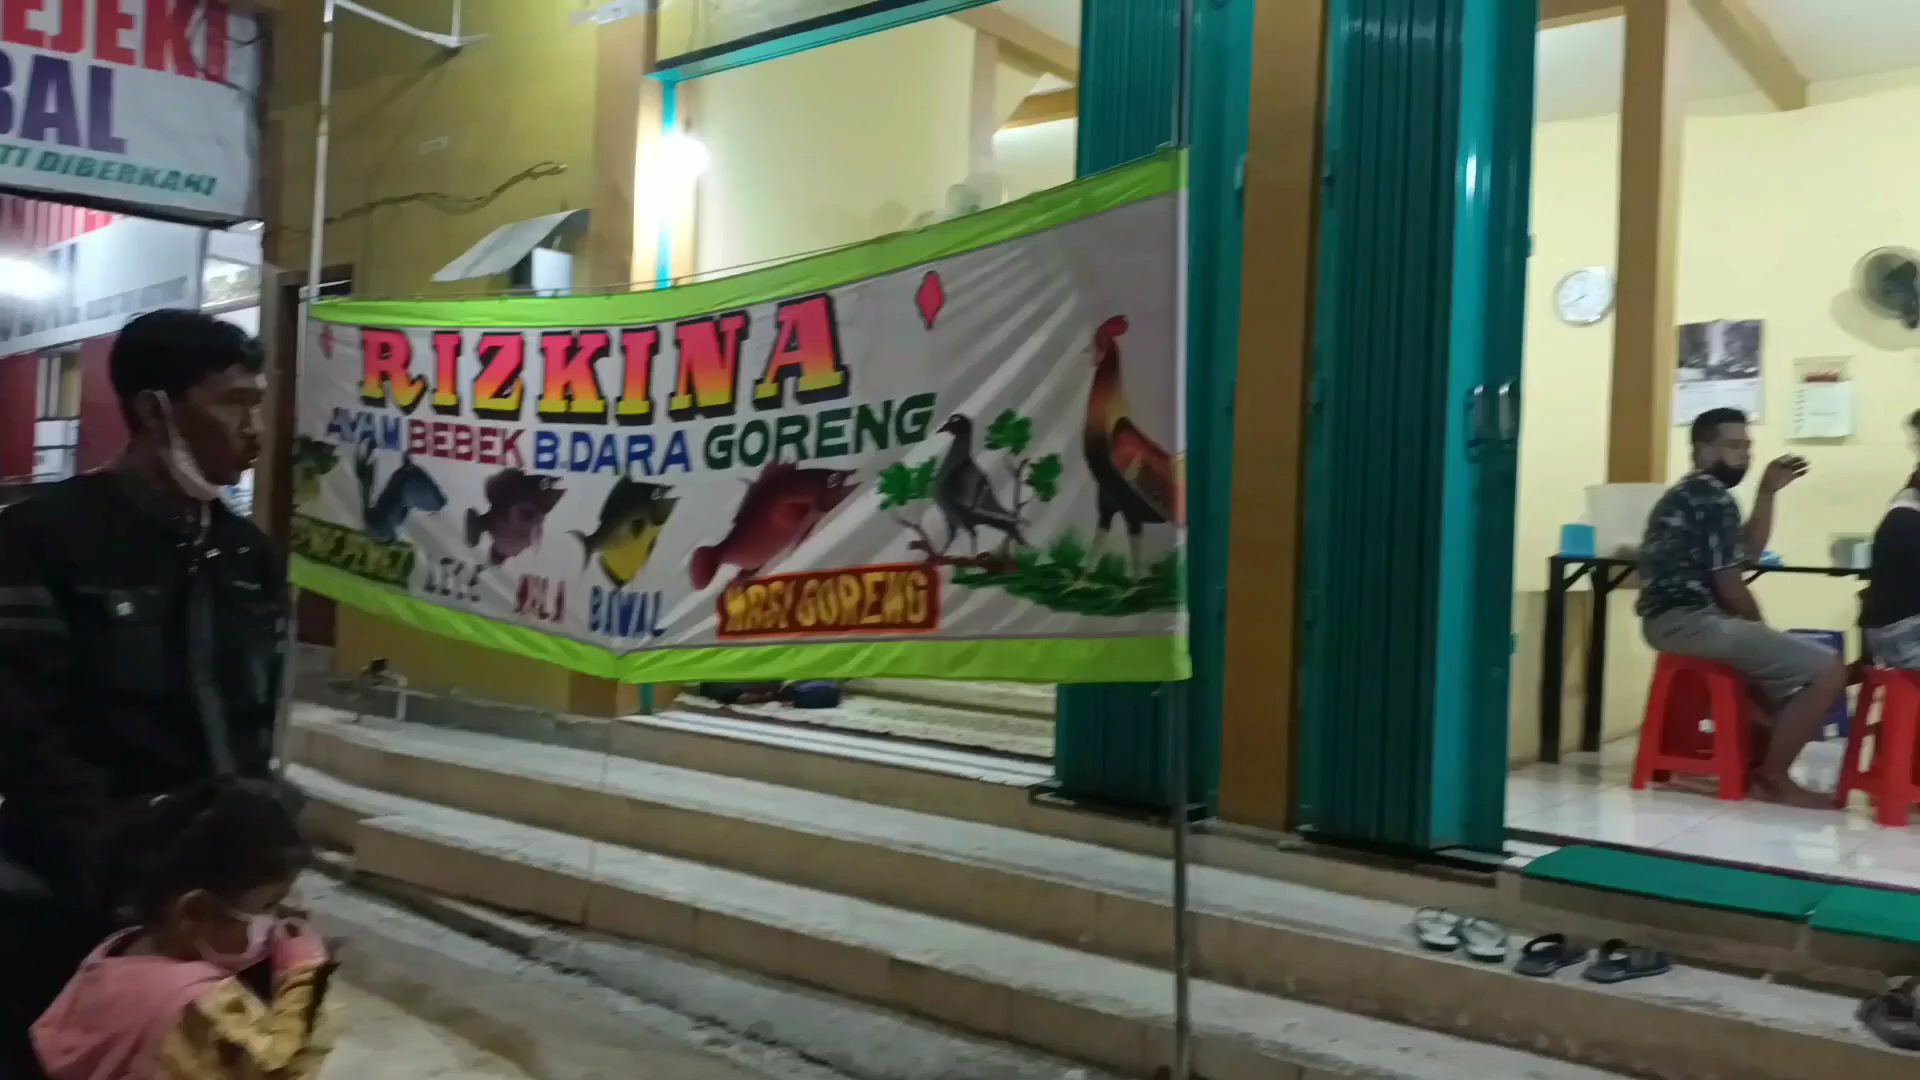 EJEKI
BAL
TI DIBERKAHI
RIZKINA
AYAM BEBEK B.DARA GORENG
LELE NILA BAWAL NASI GORENG